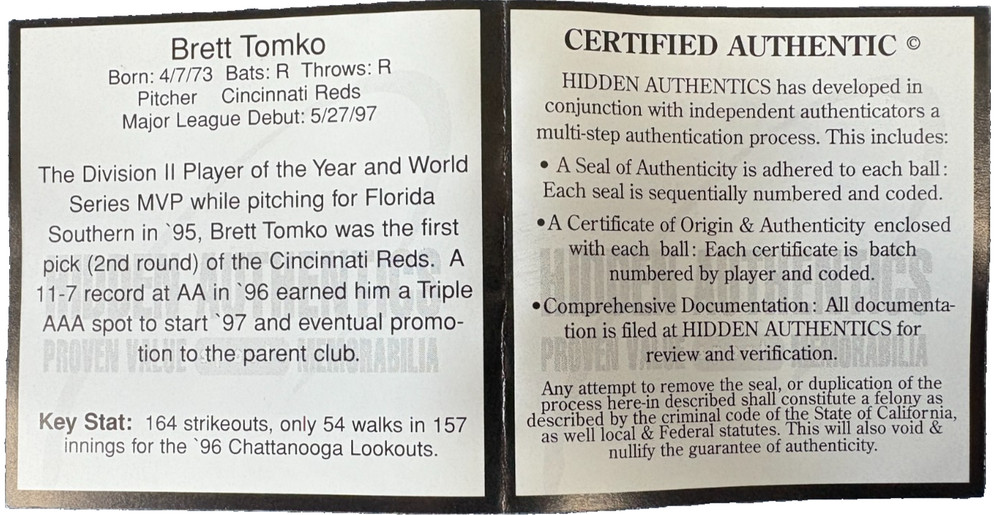 Brett Tomko
Born: 4/7/73 Bats: R Throws: R
Pitcher Cincinnati Reds
Major League Debut: 5/27/97
The Division II Player of the Year and World
Series MVP while pitching for Florida
Southern in `95, Brett Tomko was the first
pick (2nd round) of the Cincinnati Reds. A
11-7 record at AA in `96 earned him a Triple
AAA spot to start `97 and eventual promo-
tion to the parent club.
HIDDEN AUTHENTICS
PROVEN VALUE MEMORABILIA
Key Stat: 164 strikeouts, only 54 walks in 157
innings for the `96 Chattanooga Lookouts.
CERTIFIED AUTHENTIC ©
HIDDEN AUTHENTICS has developed in
conjunction with independent authenticators a
multi-step authentication process. This includes:
• A Seal of Authenticity is adhered to each ball:
Each seal is sequentially numbered and coded.
•A Certificate of Origin & Authenticity enclosed
with each ball: Each certificate is batch
numbered by player and coded.
•Comprehensive Documentation: All documenta-
tion is filed at HIDDEN AUTHENTICS for
review and verification.
HIDDEN AUTHENTICS
PROVEN VALUE MEMORABILIA
Any attempt to remove the seal, or duplication of the
process here-in described shall constitute a felony as
described by the criminal code of the State of California,
as well local & Federal statutes. This will also void &
nullify the guarantee of authenticity.